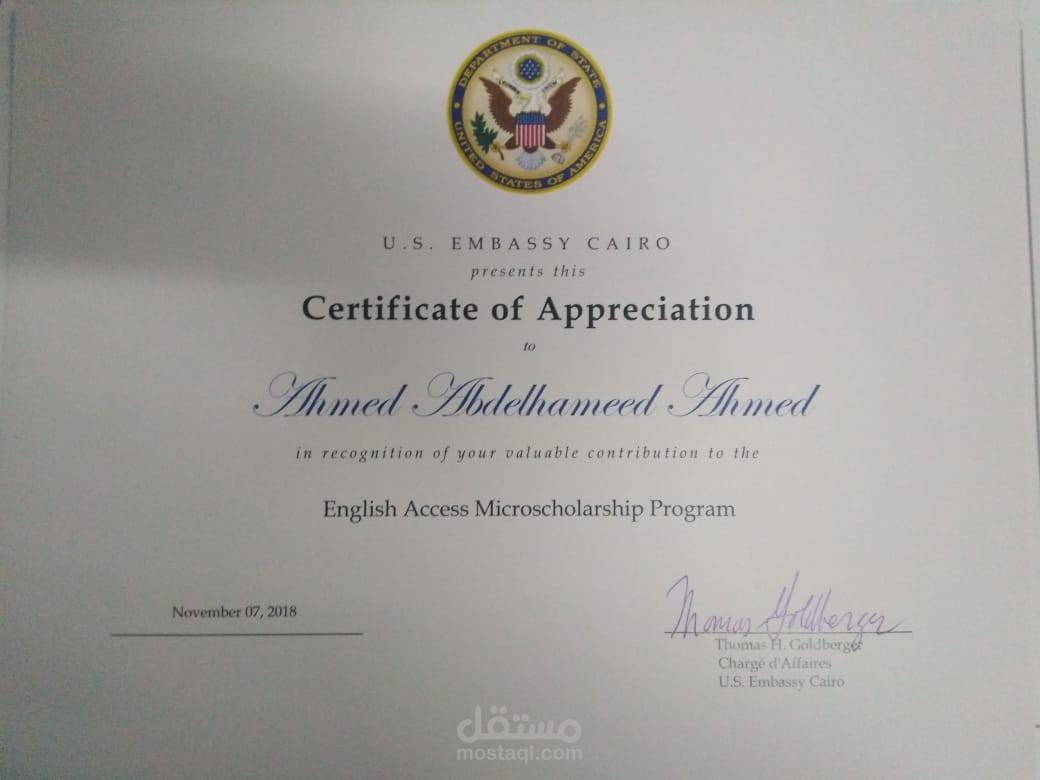 DEPARTMENT OF STATE
UNITED STATES OF AMERICA
U.S. EMBASSY CAIRO
presents this
Certificate of Appreciation
to
Ahmed Abdelhameed Ahmed
in recognition of your valuable contribution to the
English Access Microscholarship Program
November 07, 2018
Thomas Goldberger
Thomas H. Goldberger
Chargé d'Affaires
U.S. Embassy Cairo
مستقل
mostaql.com